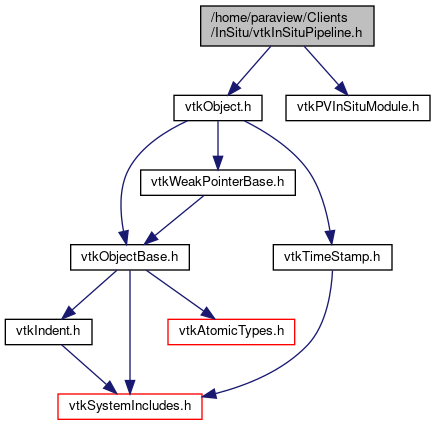 /home/paraview/Clients
/InSitu/vtkInSituPipeline.h
vtkObject.h
vtkPVInSituModule.h
vtkWeakPointerBase.h
vtkObjectBase.h
vtkTimeStamp.h
vtkIndent.h
vtkAtomicTypes.h
vtkSystemIncludes.h